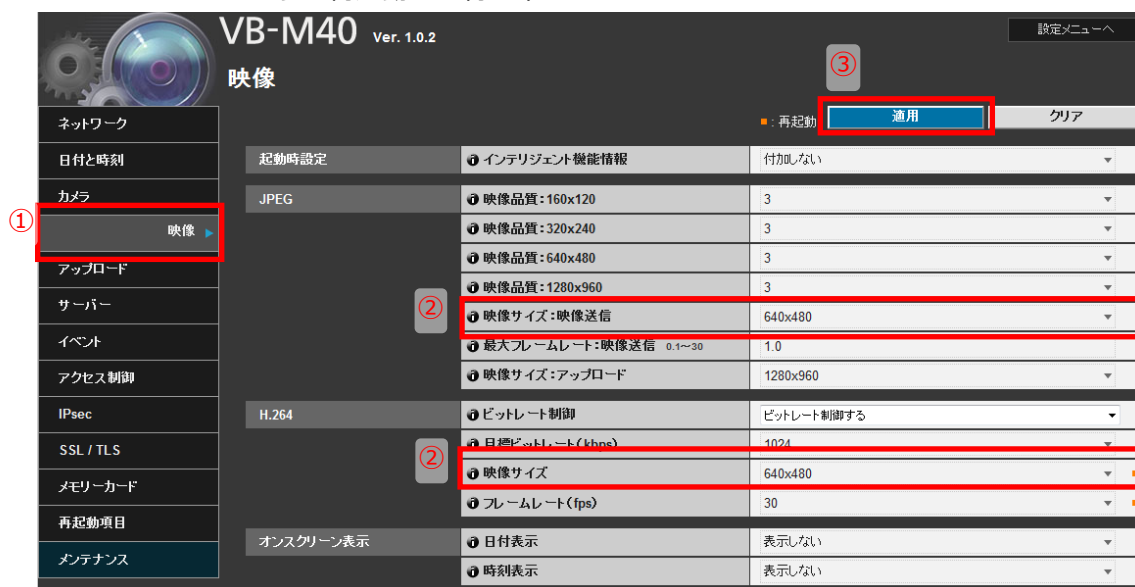 VB-M40 Ver. 1.0.2
設定メニューへ
映像
③
■ : 再起動
適用
クリア
ネットワーク
日付と時刻
カメラ
①
映像
アップロード
サーバー
イベント
アクセス制御
IPsec
SSL / TLS
メモリーカード
再起動項目
メンテナンス
起動時設定 インテリジェント機能情報 付加しない
JPEG 映像品質：160x120 3
映像品質：320x240 3
映像品質：640x480 3
映像品質：1280x960 3
② 映像サイズ：映像送信 640x480
最大フレームレート：映像送信 0.1～30 1.0
映像サイズ：アップロード 1280x960
H.264 ビットレート制御 ビットレート制御する
目標ビットレート(kbps) 1024
② 映像サイズ 640x480
フレームレート(fps) 30
オンスクリーン表示 日付表示 表示しない
時刻表示 表示しない